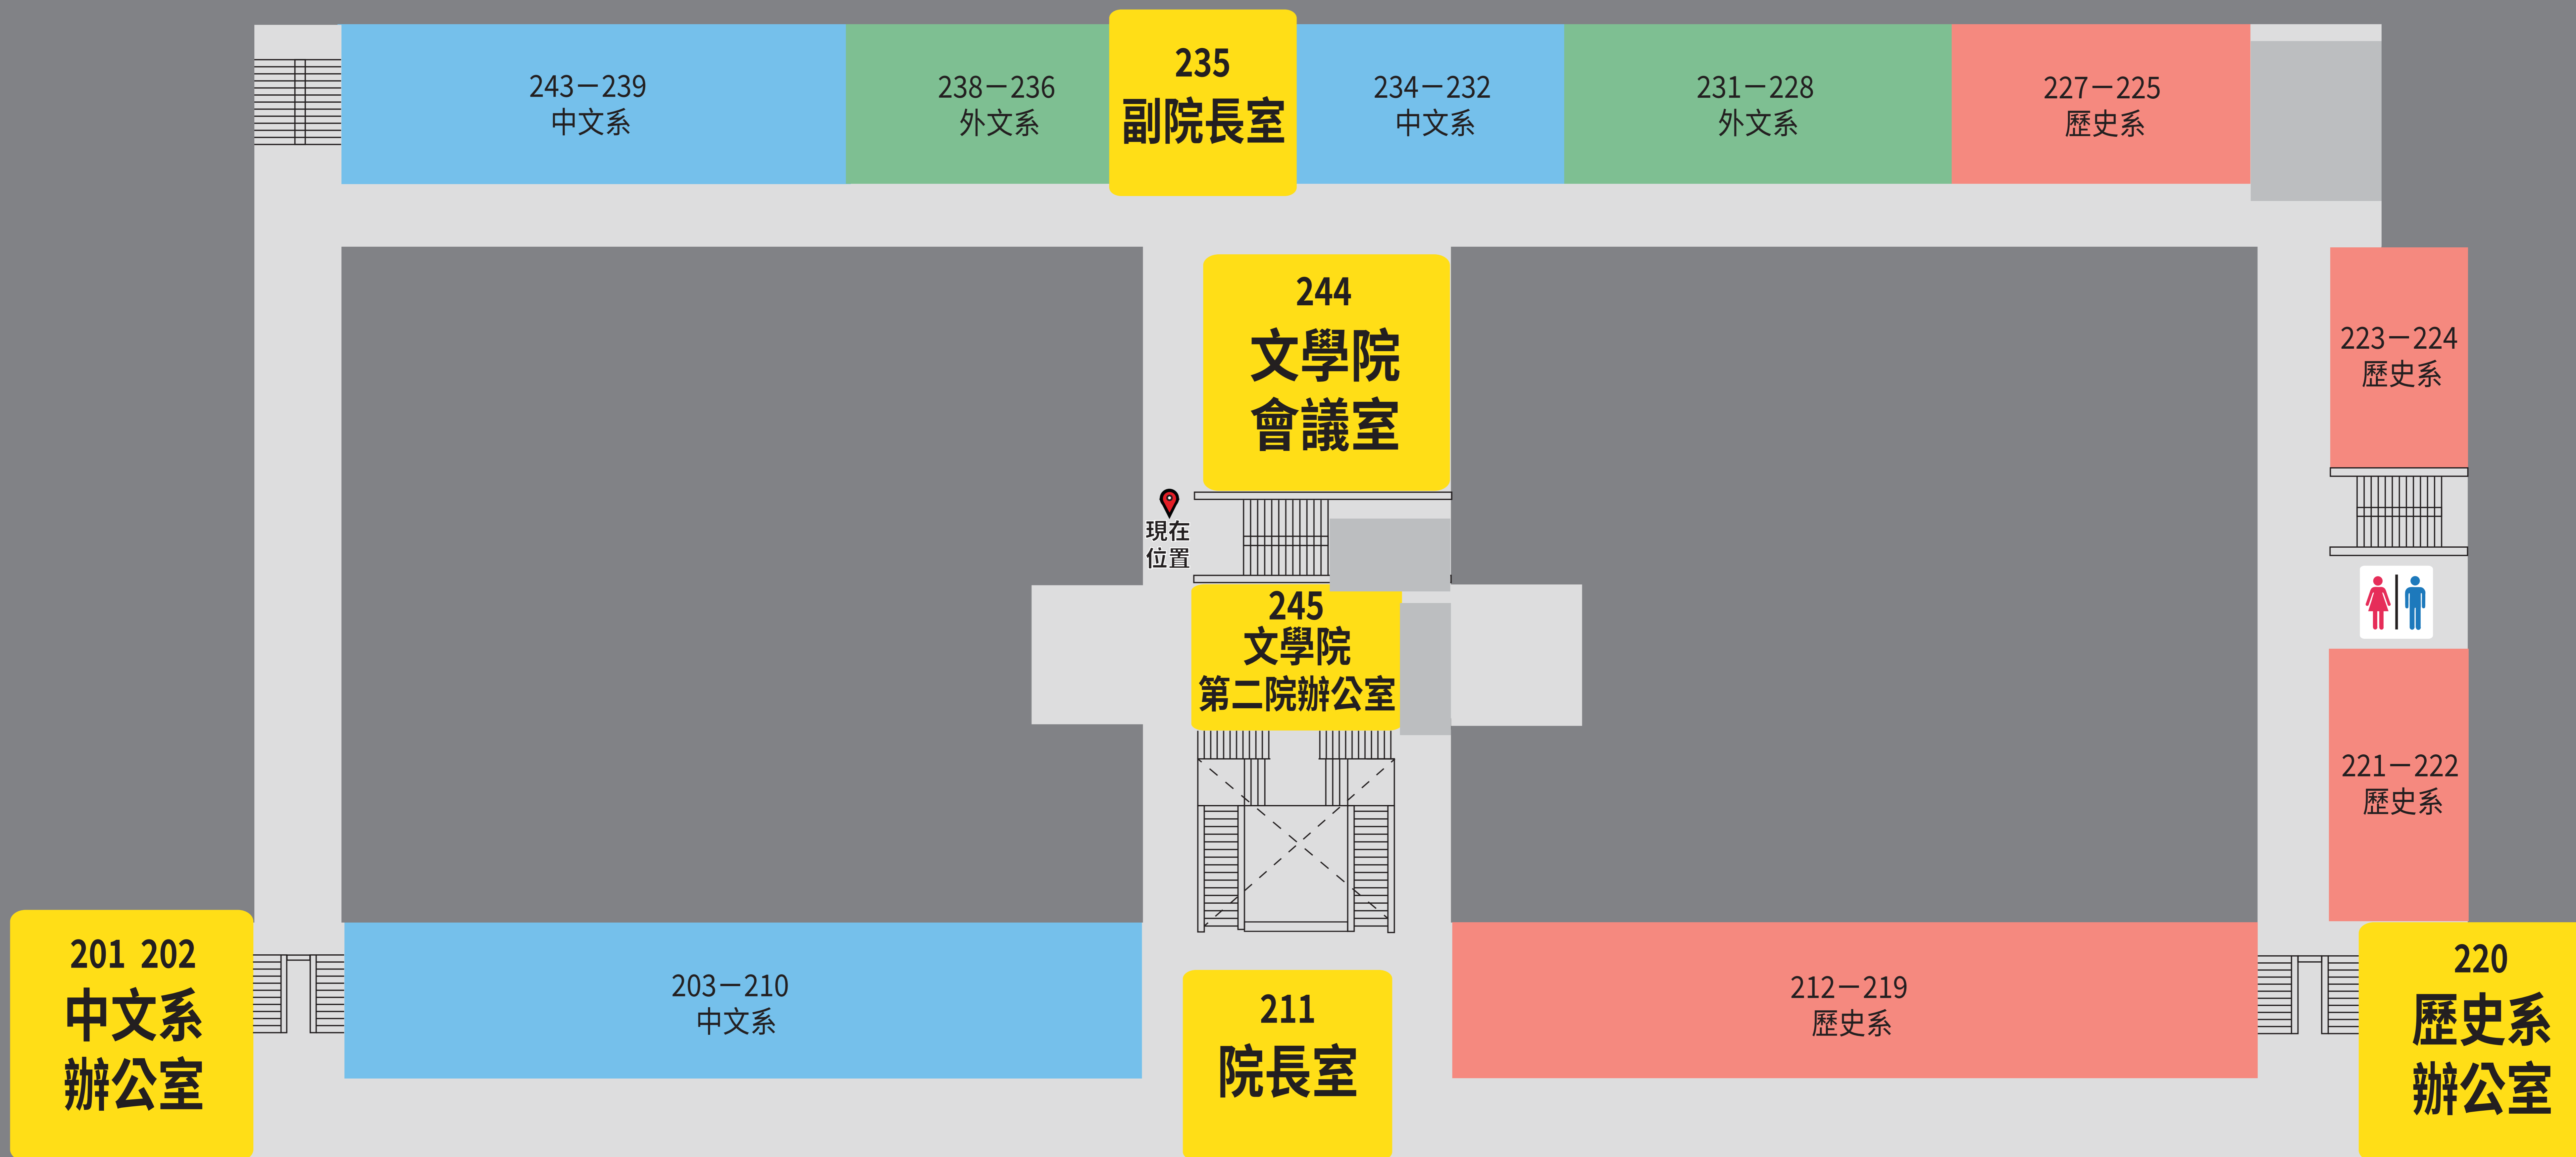 243－239
中文系
238－236
外文系
235
副院長室
234－232
中文系
231－228
外文系
227－225
歷史系
244
文學院
會議室
223－224
歷史系
現在
位置
245
文學院
第二院辦公室
221－222
歷史系
201 202
中文系
辦公室
203－210
中文系
211
院長室
212－219
歷史系
220
歷史系
辦公室